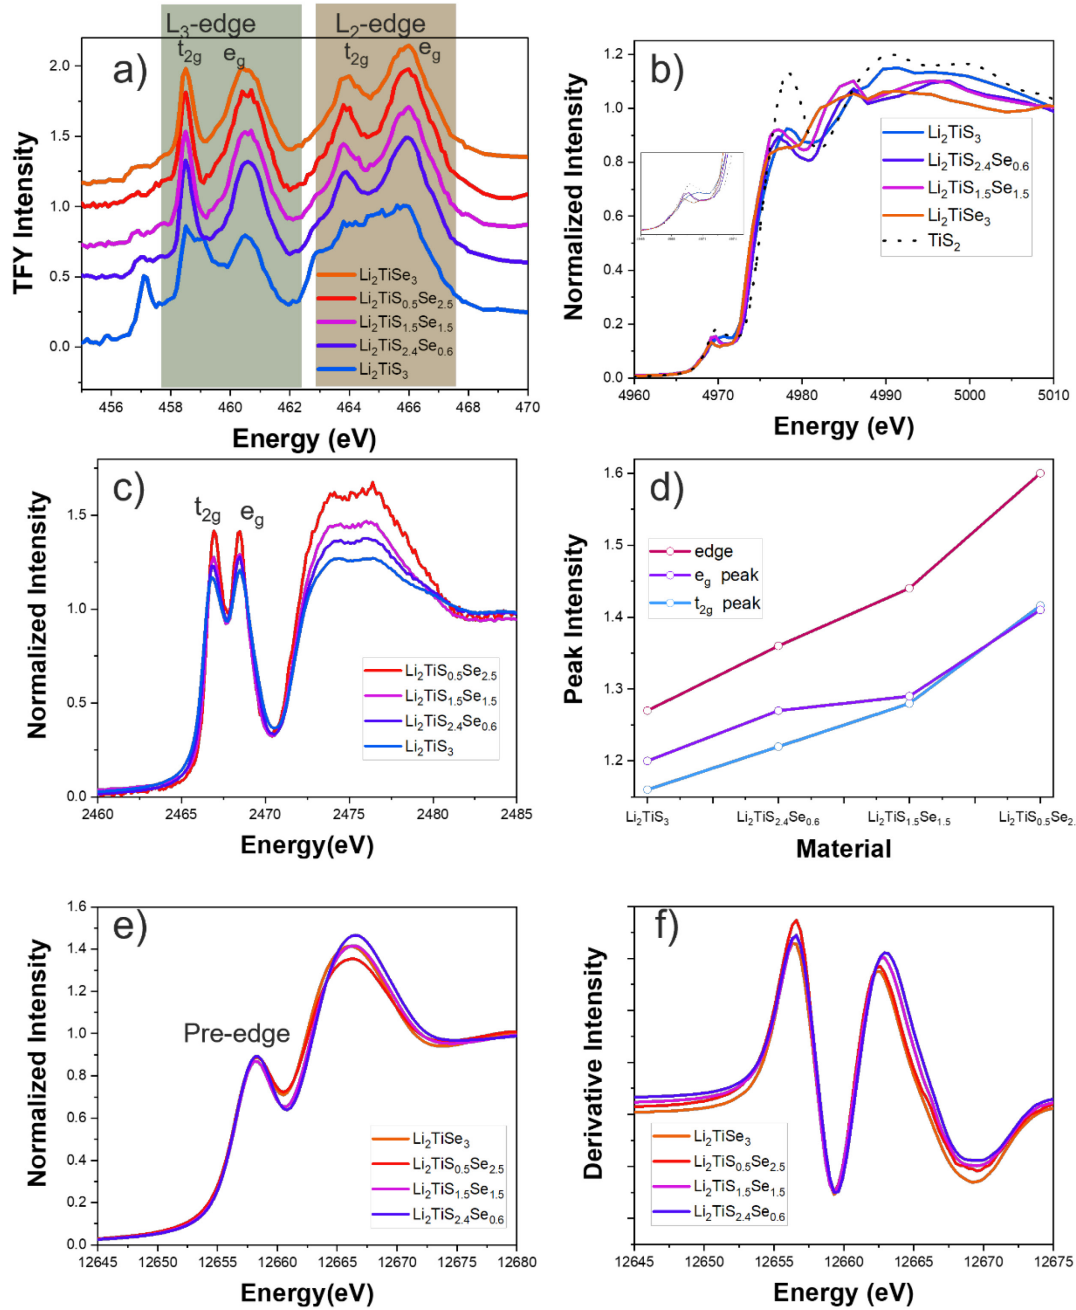 a)
L₃-edge
L₂-edge
t₂g
e_g
t₂g
e_g
TFY Intensity
2.0
1.5
1.0
0.5
0.0
Li₂TiSe₃
Li₂TiS₀.₅Se₂.₅
Li₂TiS₁.₅Se₁.₅
Li₂TiS₂.₄Se₀.₆
Li₂TiS₃
456 458 460 462 464 466 468 470
Energy (eV)
b)
Normalized Intensity
1.2
1.0
0.8
0.6
0.4
0.2
0.0
Li₂TiS₃
Li₂TiS₂.₄Se₀.₆
Li₂TiS₁.₅Se₁.₅
Li₂TiSe₃
TiS₂
4960 4970 4980 4990 5000 5010
Energy (eV)
c)
t₂g
e_g
Normalized Intensity
1.5
1.0
0.5
0.0
Li₂TiS₀.₅Se₂.₅
Li₂TiS₁.₅Se₁.₅
Li₂TiS₂.₄Se₀.₆
Li₂TiS₃
2460 2465 2470 2475 2480 2485
Energy(eV)
d)
Peak Intensity
1.6
1.5
1.4
1.3
1.2
edge
e_g peak
t₂g peak
Li₂TiS₃ Li₂TiS₂.₄Se₀.₆ Li₂TiS₁.₅Se₁.₅ Li₂TiS₀.₅Se₂.
Material
e)
Pre-edge
Normalized Intensity
1.6
1.4
1.2
1.0
0.8
0.6
0.4
0.2
0.0
Li₂TiSe₃
Li₂TiS₀.₅Se₂.₅
Li₂TiS₁.₅Se₁.₅
Li₂TiS₂.₄Se₀.₆
12645 12650 12655 12660 12665 12670 12675 12680
Energy(eV)
f)
Derivative Intensity
Li₂TiSe₃
Li₂TiS₀.₅Se₂.₅
Li₂TiS₁.₅Se₁.₅
Li₂TiS₂.₄Se₀.₆
12645 12650 12655 12660 12665 12670 12675
Energy (eV)